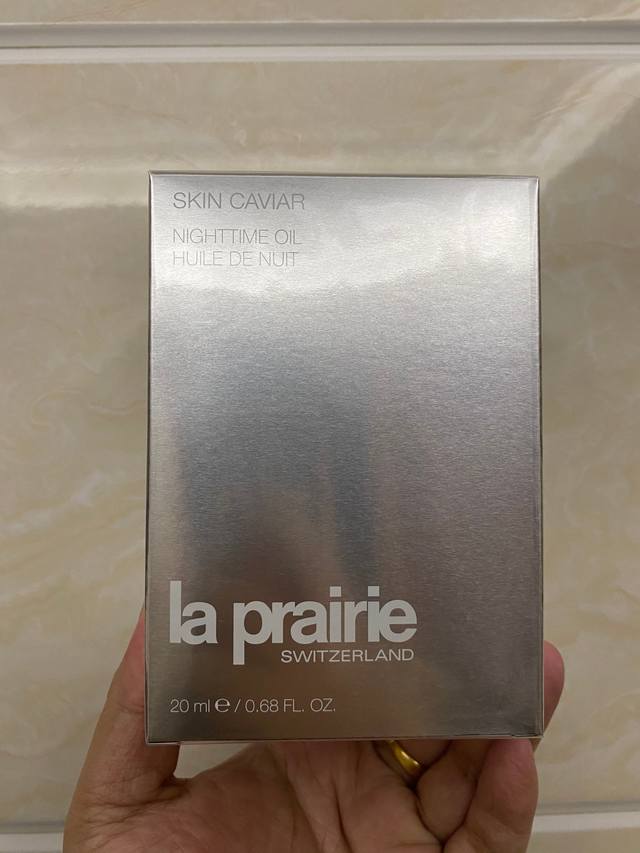 SKIN CAVIAR
NIGHTTIME OIL
HUILE DE NUIT
la prairie
SWITZERLAND
20 ml ℮ / 0.68 FL. OZ.